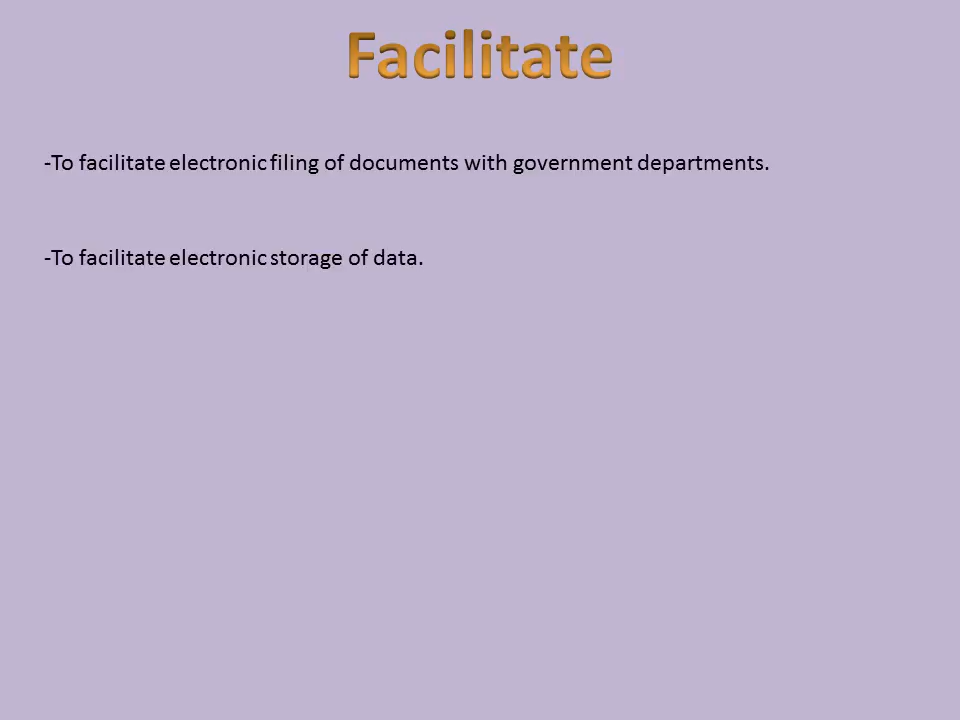 Facilitate
-To facilitate electronic filing of documents with government departments.
-To facilitate electronic storage of data.